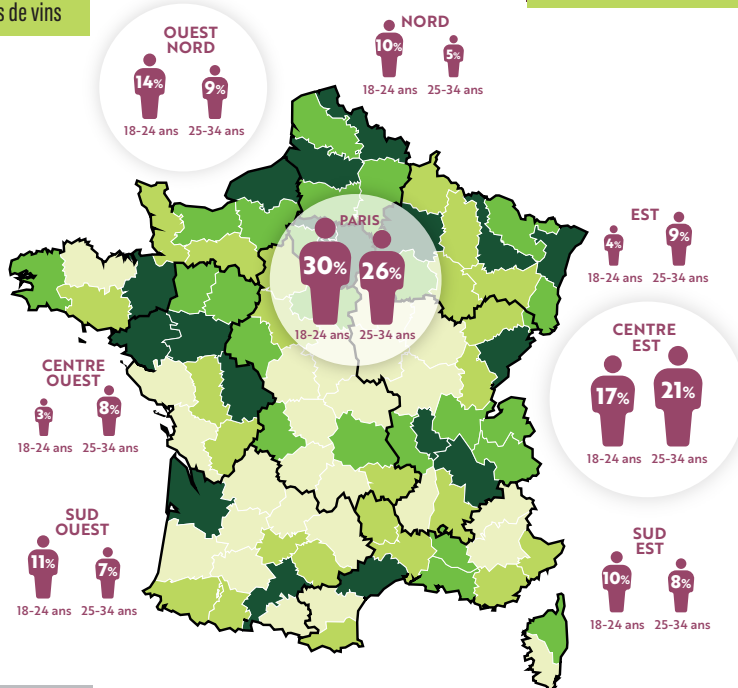 s de vins
OUEST
NORD
14%
9%
18-24 ans 25-34 ans
NORD
10%
5%
18-24 ans 25-34 ans
PARIS
30%
26%
18-24 ans 25-34 ans
EST
4%
9%
18-24 ans 25-34 ans
CENTRE
EST
17%
21%
18-24 ans 25-34 ans
CENTRE
OUEST
3%
8%
18-24 ans 25-34 ans
SUD
OUEST
11%
7%
18-24 ans 25-34 ans
SUD
EST
10%
8%
18-24 ans 25-34 ans